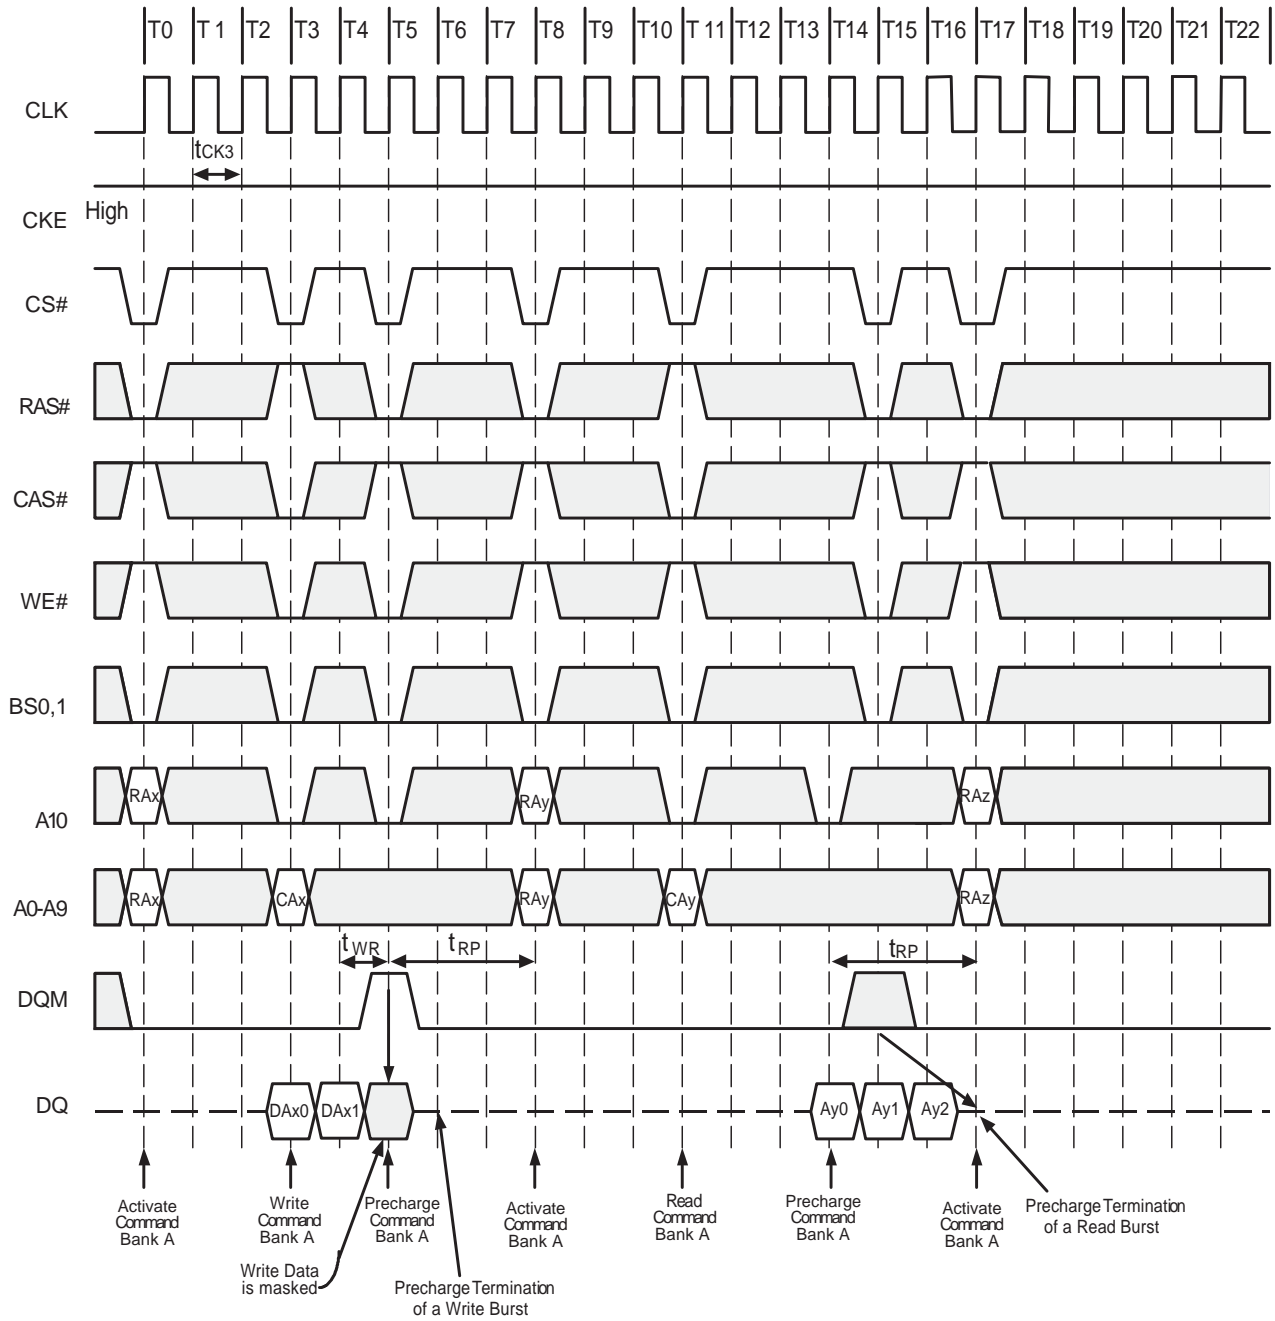 T0 T 1 T2 T3 T4 T5 T6 T7 T8 T9 T10 T 11 T12 T13 T14 T15 T16 T17 T18 T19 T20 T21 T22
CLK
tCK3
High
CKE
CS#
RAS#
CAS#
WE#
BS0,1
RAx RAy RAz
A10
RAx CAx RAy CAy RAz
A0-A9
tWR tRP tRP
DQM
DQ
DAx0 DAx1 Ay0 Ay1 Ay2
Activate
Command
Bank A
Write
Command
Bank A
Precharge
Command
Bank A
Activate
Command
Bank A
Read
Command
Bank A
Precharge
Command
Bank A
Activate
Command
Bank A
Precharge Termination
of a Read Burst
Write Data
is masked
Precharge Termination
of a Write Burst